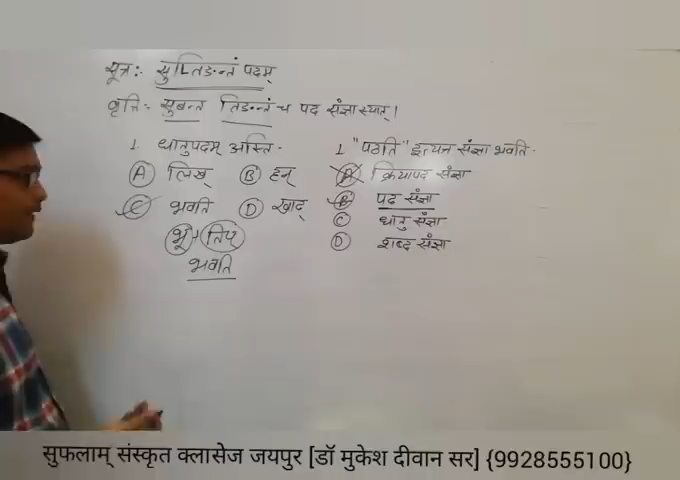 सूत्र:- सुप्तिङन्तं पदम्
वृत्ति:- सुबन्तं तिङन्तं च पद संज्ञा स्यात्।
1. धातुपदम् अस्ति-
A लिख् B हन्
C भवति D खाद्
भू + तिप्
भवति
1. "पठति" इत्यन संज्ञा भवति-
A क्रियापद संज्ञा
B पद संज्ञा
C धातु संज्ञा
D शब्द संज्ञा
सुफलाम् संस्कृत क्लासेज जयपुर [डॉ मुकेश दीवान सर] {9928555100}